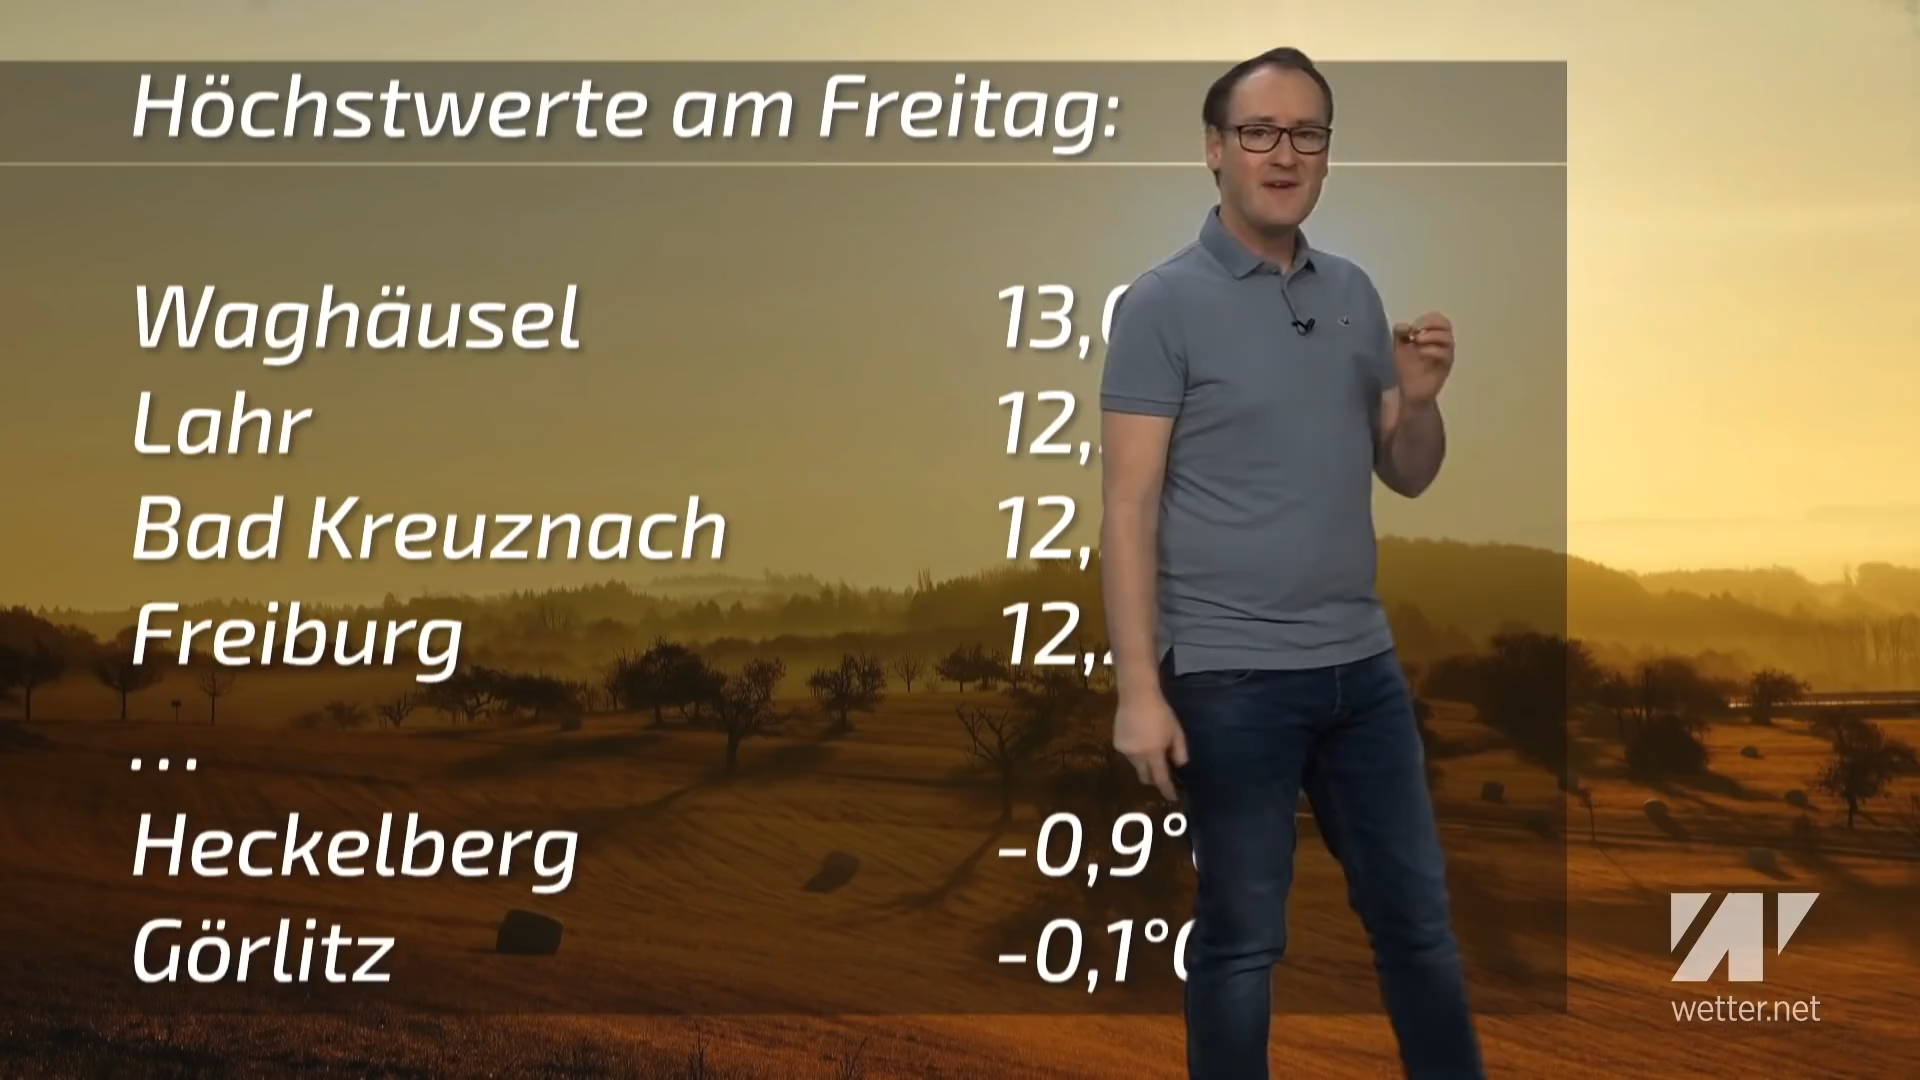 Höchstwerte am Freitag:
Waghäusel 13,
Lahr 12,
Bad Kreuznach 12,
Freiburg 12,
...
Heckelberg -0,9°
Görlitz -0,1°
wetter.net